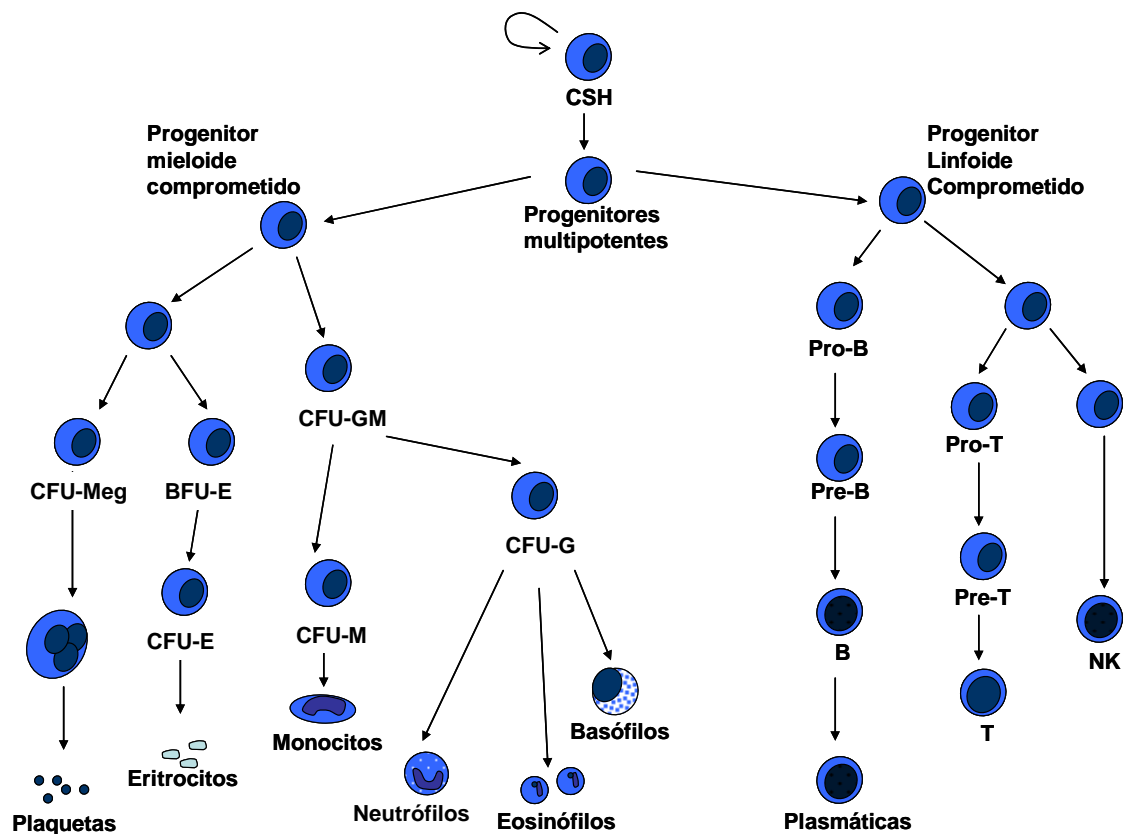 CSH
Progenitor
mieloide
comprometido
Progenitor
Linfoide
Comprometido
Progenitores
multipotentes
Pro-B
CFU-GM
Pro-T
CFU-Meg
BFU-E
Pre-B
CFU-G
CFU-E
CFU-M
B
Pre-T
NK
Monocitos
Basófilos
T
Eritrocitos
Plaquetas
Neutrófilos
Eosinófilos
Plasmáticas